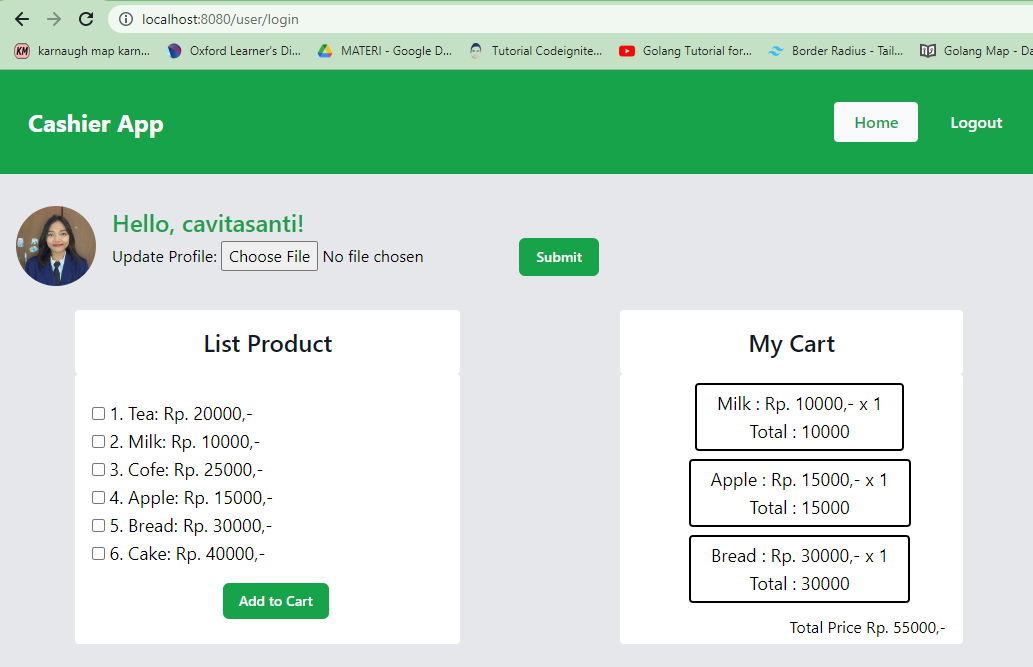 localhost:8080/user/login
KM karnaugh map karn... Oxford Learner's Di... MATERI - Google D... Tutorial Codeignite... Golang Tutorial for... Border Radius - Tail... Golang Map - Da
Cashier App Home Logout
Hello, cavitasanti!
Update Profile: Choose File No file chosen Submit
List Product
1. Tea: Rp. 20000,-
2. Milk: Rp. 10000,-
3. Cofe: Rp. 25000,-
4. Apple: Rp. 15000,-
5. Bread: Rp. 30000,-
6. Cake: Rp. 40000,-
Add to Cart
My Cart
Milk : Rp. 10000,- x 1
Total : 10000
Apple : Rp. 15000,- x 1
Total : 15000
Bread : Rp. 30000,- x 1
Total : 30000
Total Price Rp. 55000,-